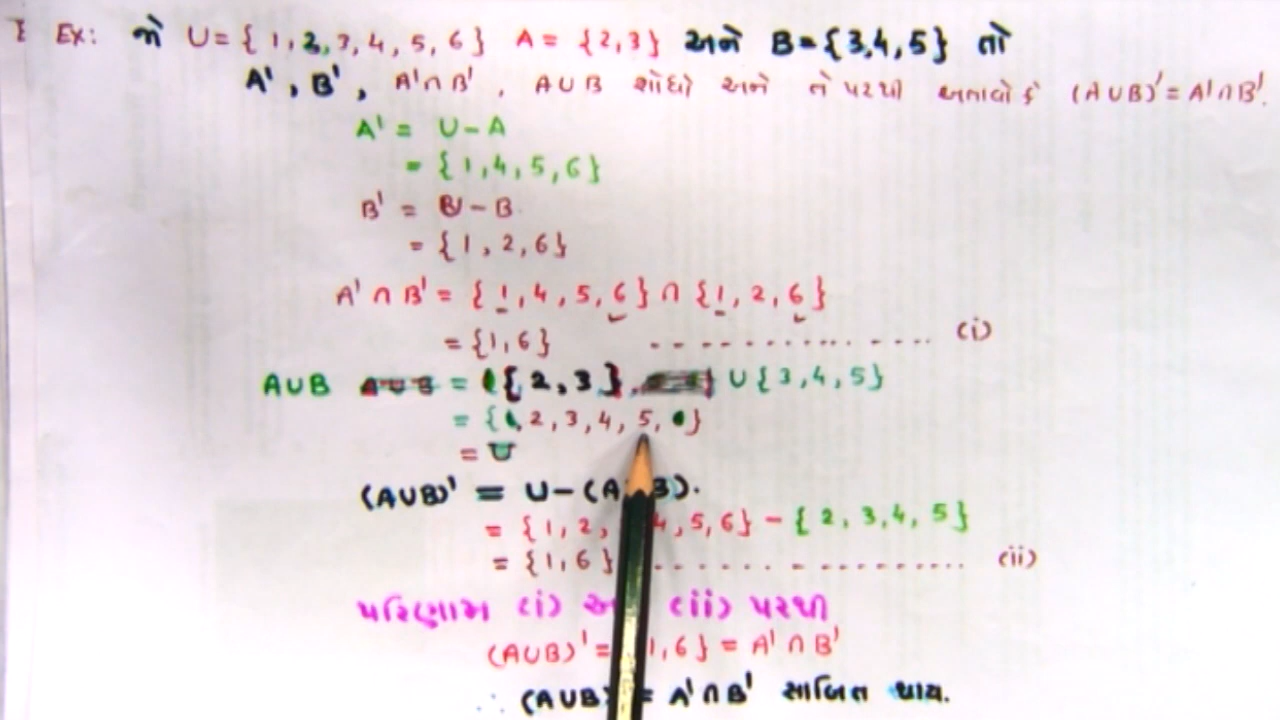 Ex: જો U = { 1, 2, 3, 4, 5, 6 } A = {2,3} અને B = {3,4,5} તો
A', B', A'∩B', A∪B શોધો અને તે પરથી બતાવો કે (A∪B)' = A'∩B'.
A' = U-A
= {1,4,5,6}
B' = U - B
= {1, 2, 6}
A'∩B' = {1, 4, 5, 6} ∩ {1, 2, 6}
= {1, 6} .............. (i)
A∪B = {2,3} ∪ {3,4,5}
= { 2, 3, 4, 5, }
= U
(A∪B)' = U-(A B).
= {1, 2, 4, 5, 6} - {2, 3, 4, 5}
= {1,6} .............. (ii)
પરિણામ (i) (ii) પરથી
(A∪B)' = 1,6} = A'∩B'
∴ (A∪B) = A'∩B' સાબિત થાય.